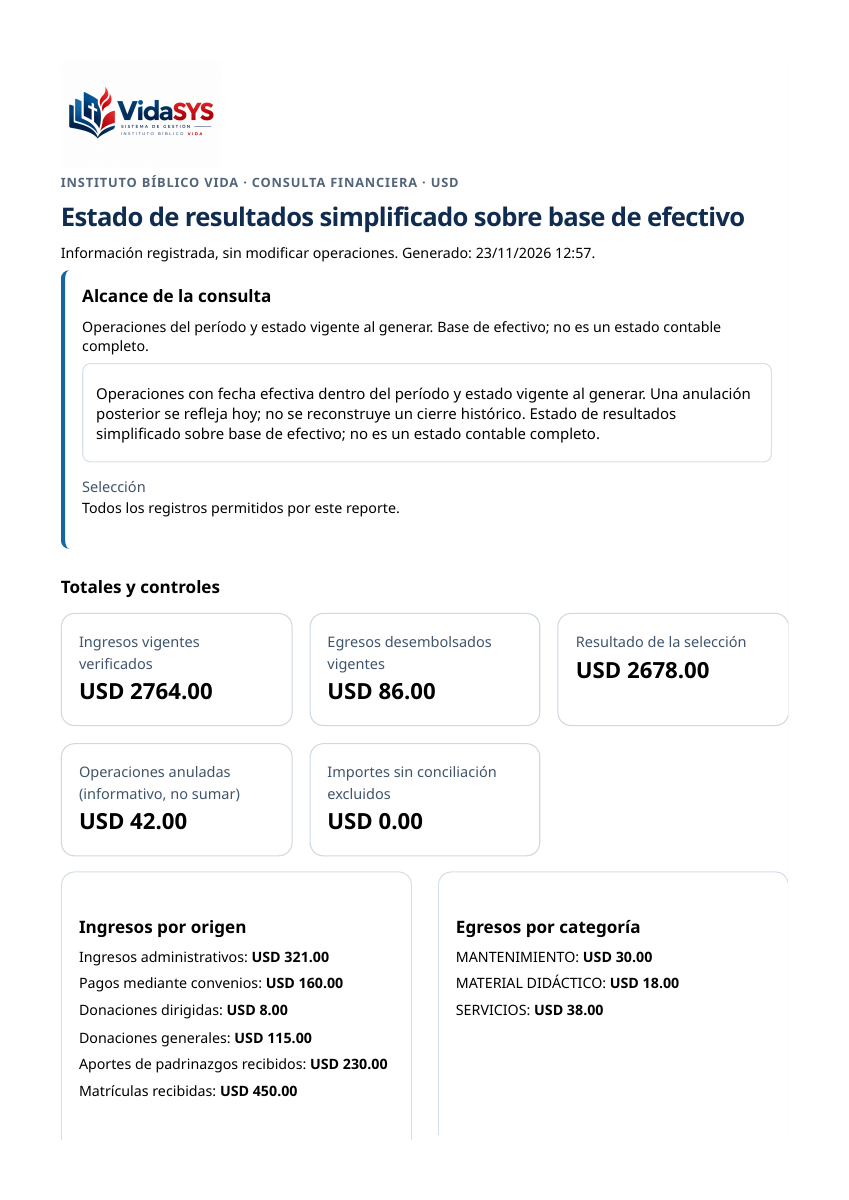 VidaSYS
SISTEMA DE GESTIÓN
INSTITUTO BÍBLICO VIDA
INSTITUTO BÍBLICO VIDA · CONSULTA FINANCIERA · USD
Estado de resultados simplificado sobre base de efectivo
Información registrada, sin modificar operaciones. Generado: 23/11/2026 12:57.
Alcance de la consulta
Operaciones del período y estado vigente al generar. Base de efectivo; no es un estado contable
completo.
Operaciones con fecha efectiva dentro del período y estado vigente al generar. Una anulación
posterior se refleja hoy; no se reconstruye un cierre histórico. Estado de resultados
simplificado sobre base de efectivo; no es un estado contable completo.
Selección
Todos los registros permitidos por este reporte.
Totales y controles
Ingresos vigentes
verificados
USD 2764.00
Egresos desembolsados
vigentes
USD 86.00
Resultado de la selección
USD 2678.00
Operaciones anuladas
(informativo, no sumar)
USD 42.00
Importes sin conciliación
excluidos
USD 0.00
Ingresos por origen
Ingresos administrativos: USD 321.00
Pagos mediante convenios: USD 160.00
Donaciones dirigidas: USD 8.00
Donaciones generales: USD 115.00
Aportes de padrinazgos recibidos: USD 230.00
Matrículas recibidas: USD 450.00
Egresos por categoría
MANTENIMIENTO: USD 30.00
MATERIAL DIDÁCTICO: USD 18.00
SERVICIOS: USD 38.00